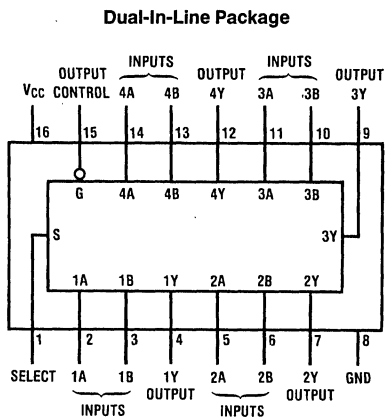 Dual-In-Line Package
INPUTS INPUTS
OUTPUT OUTPUT OUTPUT
VCC CONTROL 4A 4B 4Y 3A 3B 3Y
16 15 14 13 12 11 10 9
G 4A 4B 4Y 3A 3B
S 3Y
1A 1B 1Y 2A 2B 2Y
1 2 3 4 5 6 7 8
SELECT 1A 1B 1Y 2A 2B 2Y GND
OUTPUT OUTPUT
INPUTS INPUTS